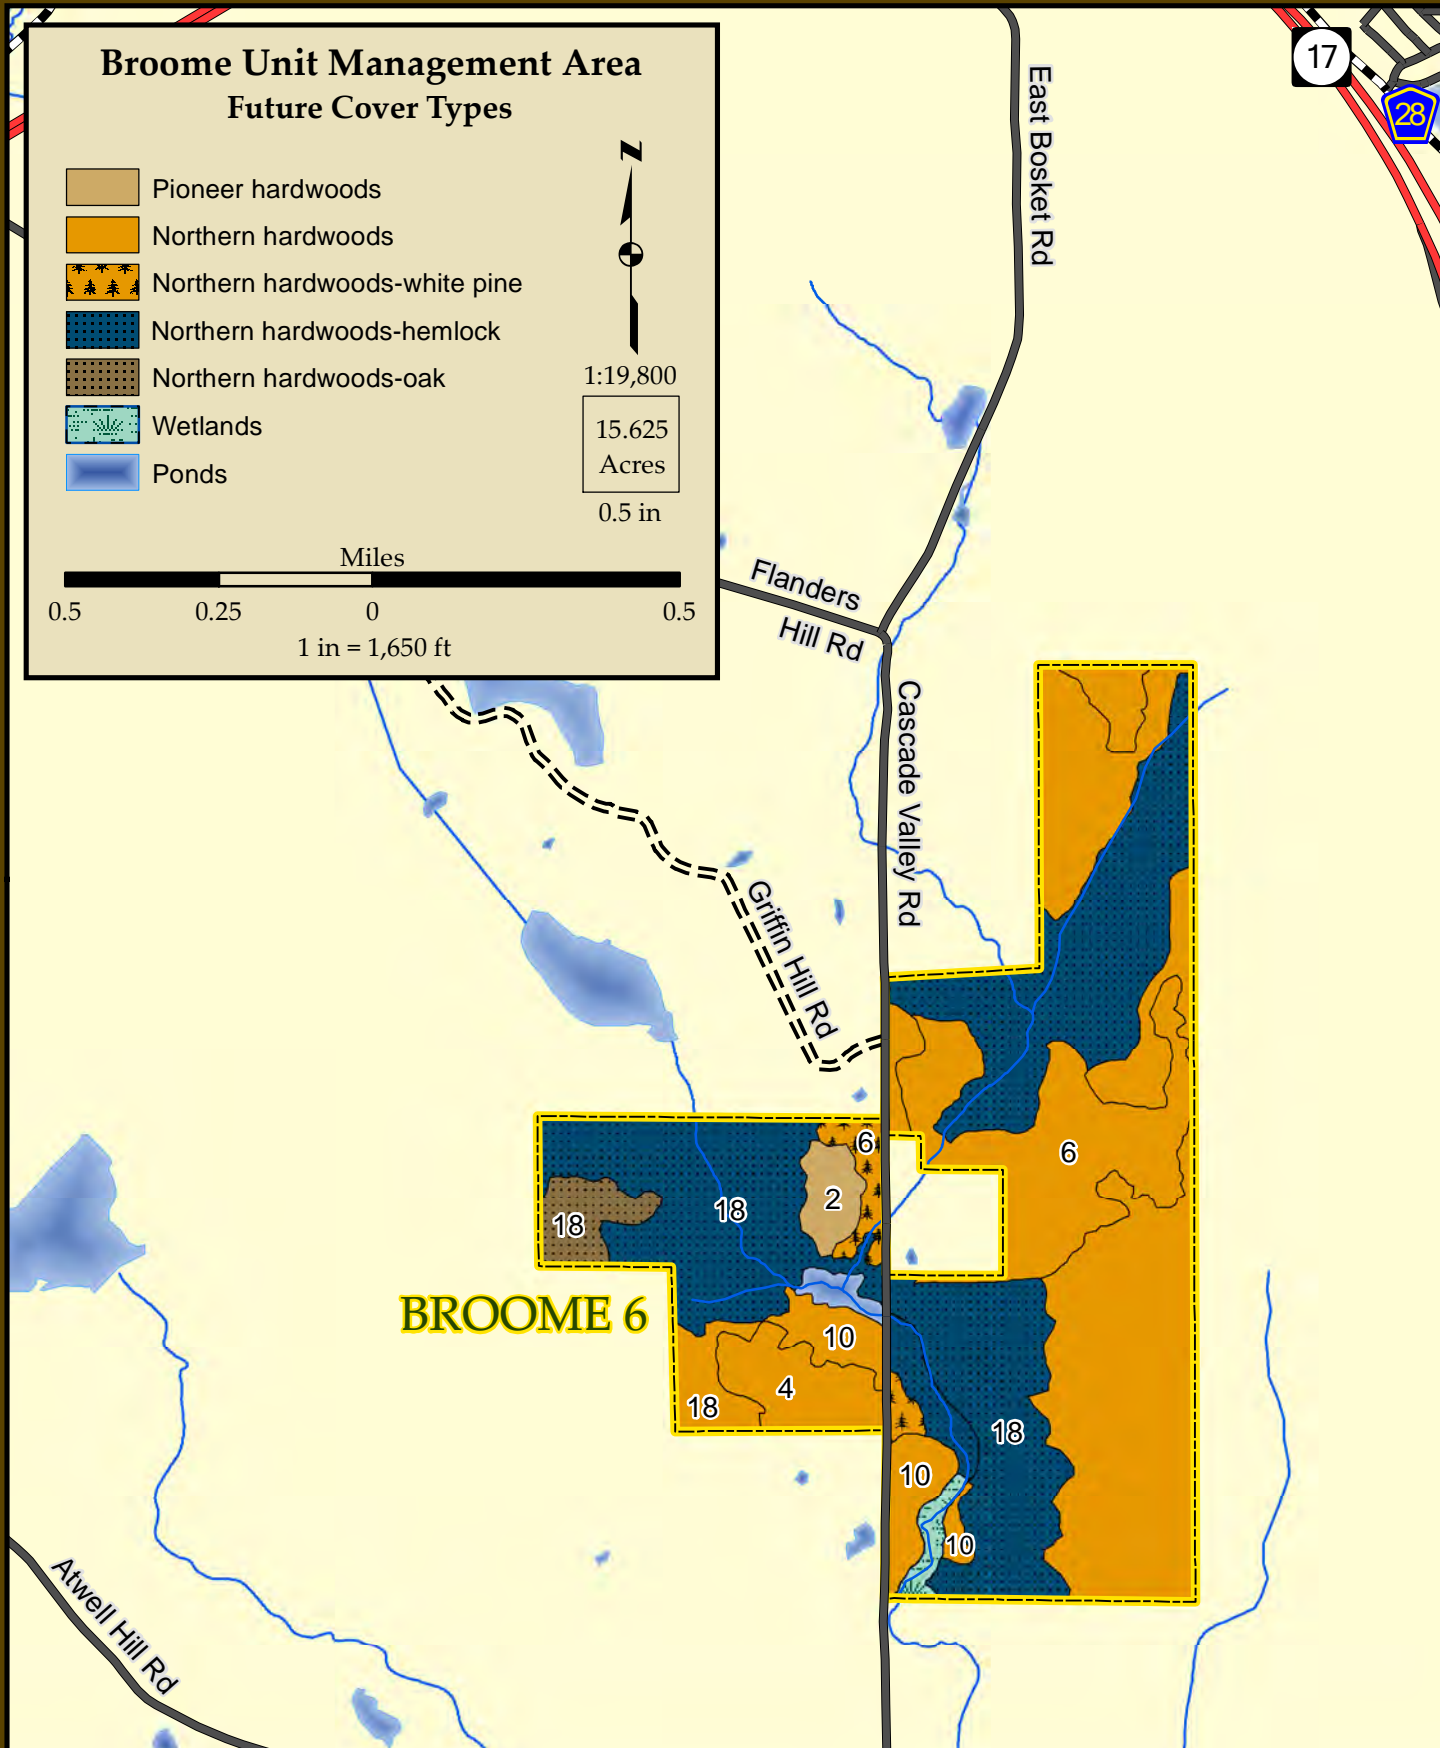 Broome Unit Management Area
Future Cover Types
Pioneer hardwoods
Northern hardwoods
Northern hardwoods-white pine
Northern hardwoods-hemlock
Northern hardwoods-oak
Wetlands
Ponds
N
1:19,800
15.625
Acres
0.5 in
Miles
0.5 0.25 0 0.5
1 in = 1,650 ft
17
28
East Bosket Rd
Flanders
Hill Rd
Cascade Valley Rd
Griffin Hill Rd
6
6
2
18
18
BROOME 6
10
4
18
18
10
10
Atwell Hill Rd